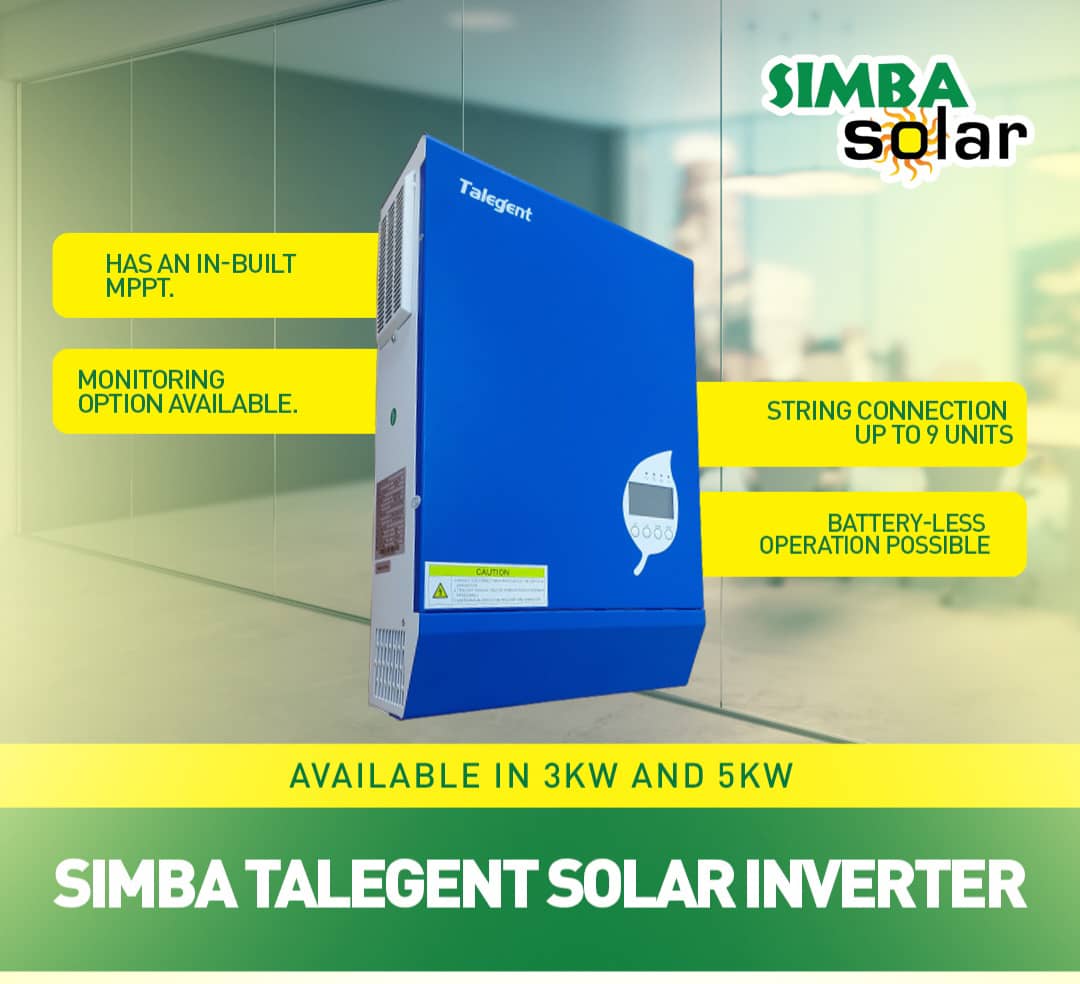 SIMBA
solar
Talegent
HAS AN IN-BUILT
MPPT.
MONITORING
OPTION AVAILABLE.
STRING CONNECTION
UP TO 9 UNITS
BATTERY-LESS
OPERATION POSSIBLE
CAUTION
AVAILABLE IN 3KW AND 5KW
SIMBA TALEGENT SOLAR INVERTER